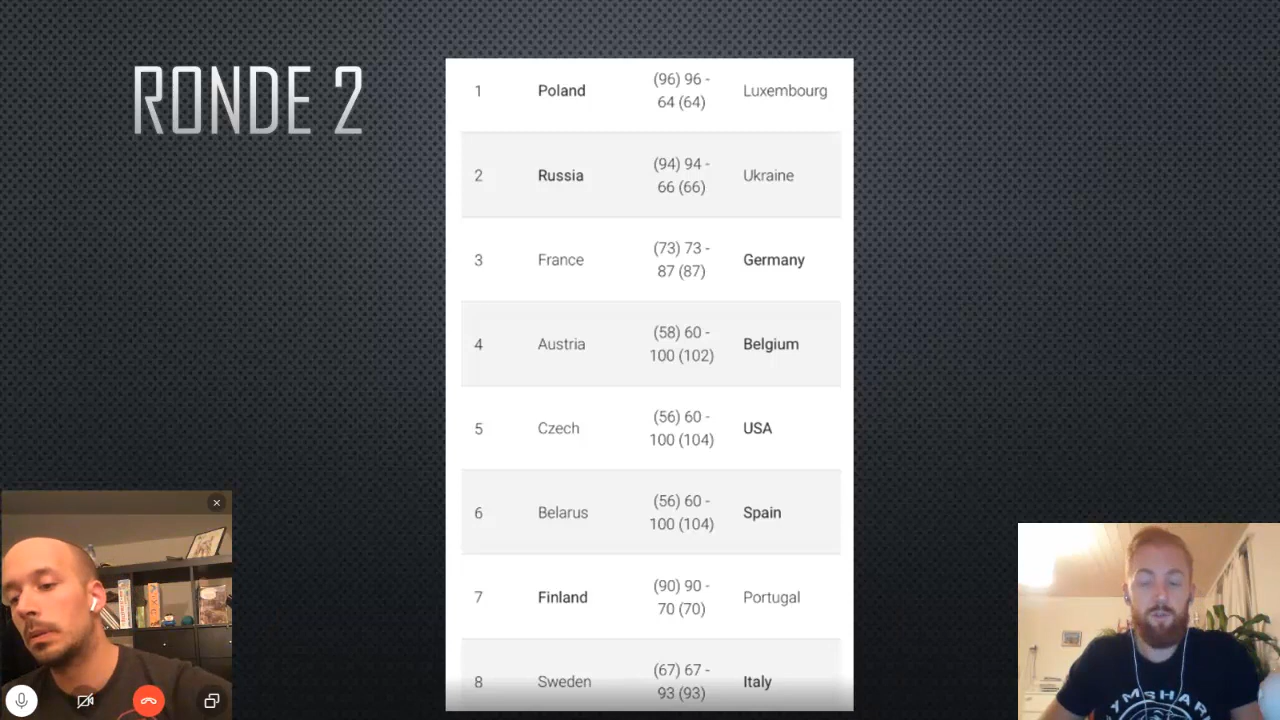 RONDE 2
1 Poland (96) 96 - Luxembourg
64 (64)
2 Russia (94) 94 - Ukraine
66 (66)
3 France (73) 73 - Germany
87 (87)
4 Austria (58) 60 - Belgium
100 (102)
5 Czech (56) 60 - USA
100 (104)
6 Belarus (56) 60 - Spain
100 (104)
7 Finland (90) 90 - Portugal
70 (70)
8 Sweden (67) 67 - Italy
93 (93)
YMSHAR